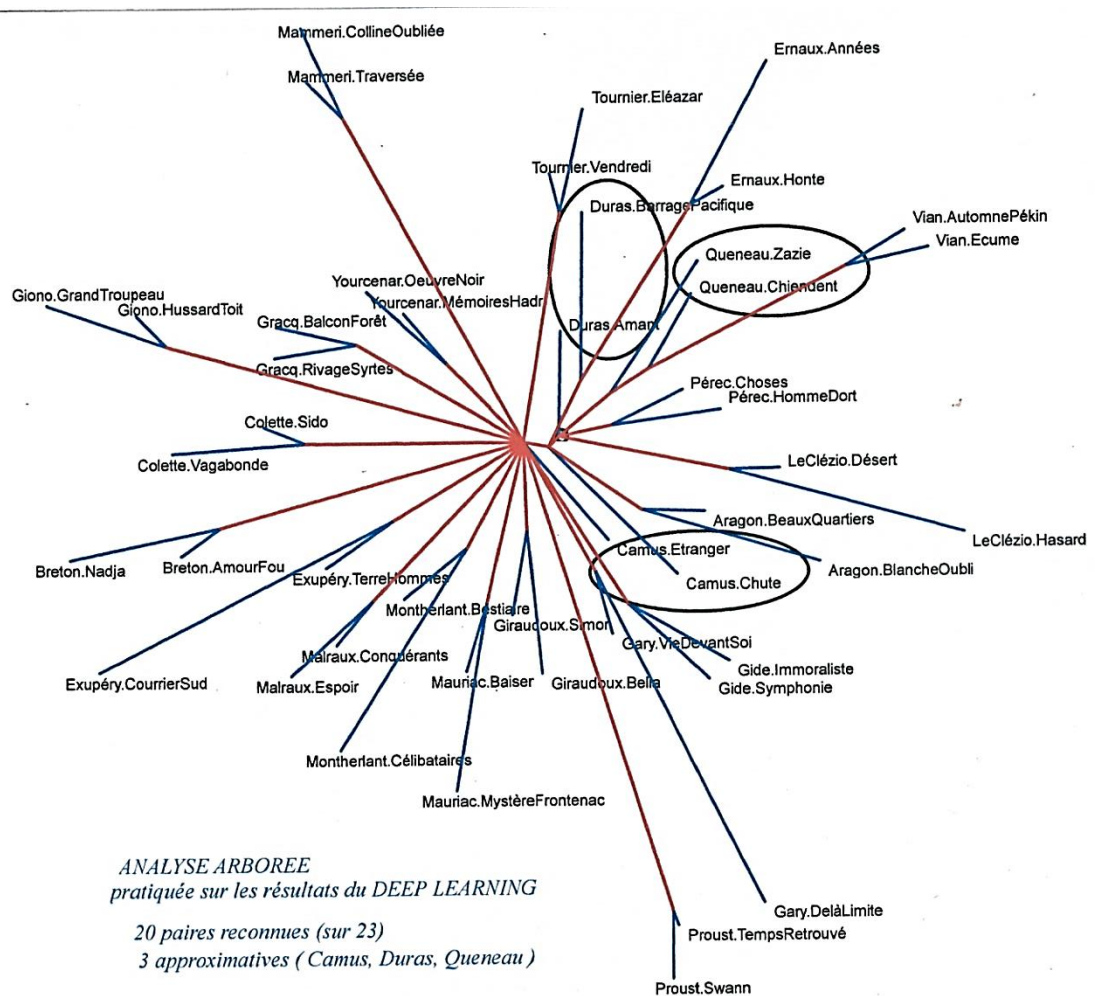 Mammeri.CollineOubliée
Ernaux.Années
Mammeri.Traversée
Tournier.Eléazar
Tournier.Vendredi
Ernaux.Honte
Duras.BarragePacifique
Vian.AutomnePékin
Vian.Ecume
Queneau.Zazie
Yourcenar.OeuvreNoir
Queneau.Chiendent
Giono.GrandTroupeau
Yourcenar.MémoiresHadr
Giono.HussardToit
Gracq.BalconForêt
Duras.Amant
Gracq.RivageSyrtes
Pérec.Choses
Pérec.HommeDort
Colette.Sido
LeClézio.Désert
Colette.Vagabonde
Aragon.BeauxQuartiers
LeClézio.Hasard
Camus.Etranger
Aragon.BlancheOubli
Breton.Nadja
Breton.AmourFou
Exupéry.TerreHommes
Camus.Chute
Montherlant.Bestiaire
Giraudoux.Simon
Gary.VieDevantSoi
Malraux.Conquérants
Gide.Immoraliste
Exupéry.CourrierSud
Malraux.Espoir
Mauriac.Baiser
Giraudoux.Bella
Gide.Symphonie
Montherlant.Célibataires
Mauriac.MystèreFrontenac
ANALYSE ARBOREE
pratiquée sur les résultats du DEEP LEARNING
20 paires reconnues (sur 23)
3 approximatives ( Camus, Duras, Queneau )
Gary.DelàLimite
Proust.TempsRetrouvé
Proust.Swann